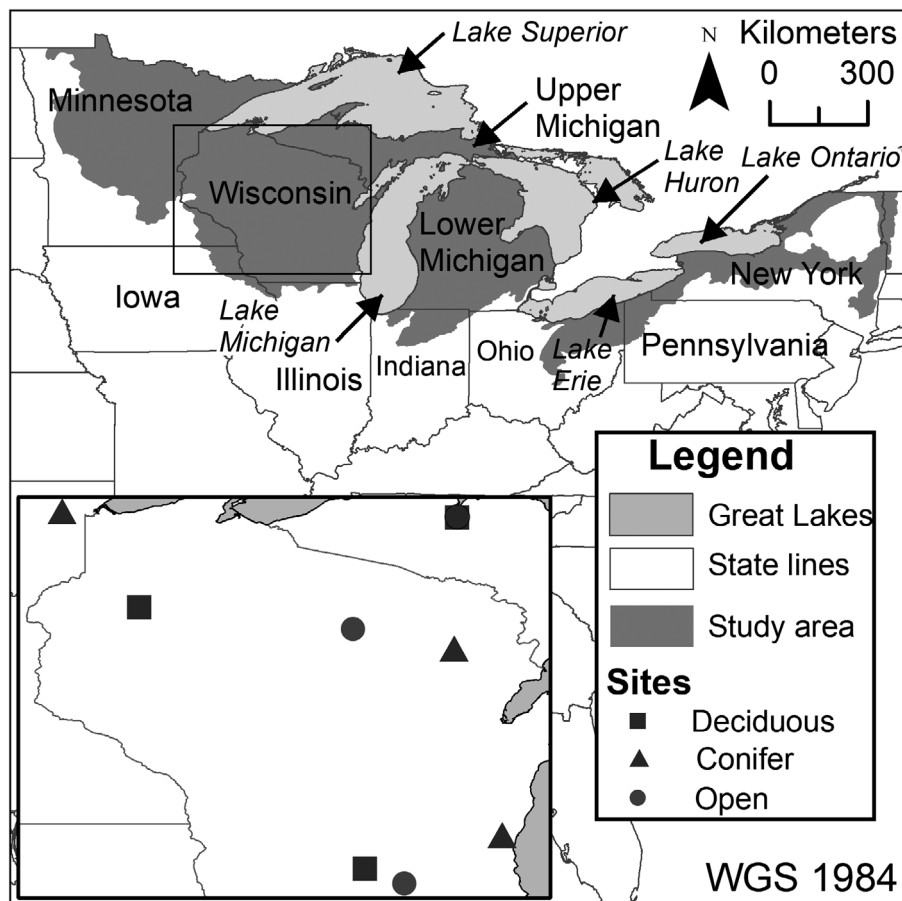 Lake Superior
N
Kilometers
0 300
Minnesota
Upper
Michigan
Lake
Huron
Lake Ontario
Wisconsin
Lower
Michigan
New York
Iowa
Lake
Michigan
Illinois
Indiana
Ohio
Lake
Erie
Pennsylvania
Legend
Great Lakes
State lines
Study area
Sites
Deciduous
Conifer
Open
WGS 1984